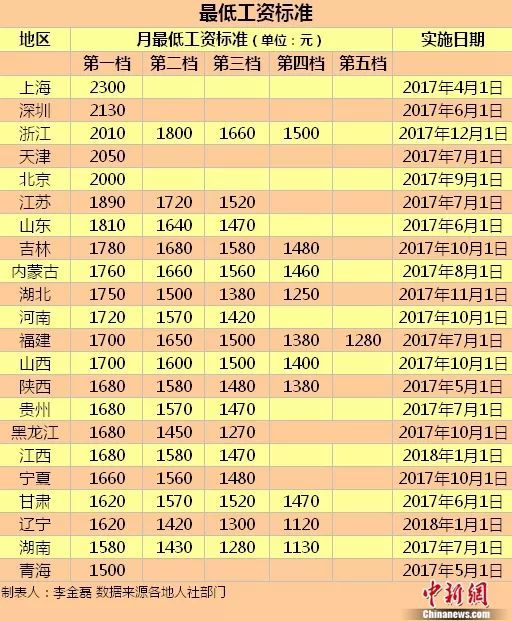 最低工资标准
地区 月最低工资标准（单位：元） 实施日期
第一档 第二档 第三档 第四档 第五档
上海 2300 2017年4月1日
深圳 2130 2017年6月1日
浙江 2010 1800 1660 1500 2017年12月1日
天津 2050 2017年7月1日
北京 2000 2017年9月1日
江苏 1890 1720 1520 2017年7月1日
山东 1810 1640 1470 2017年6月1日
吉林 1780 1680 1580 1480 2017年10月1日
内蒙古 1760 1660 1560 1460 2017年8月1日
湖北 1750 1500 1380 1250 2017年11月1日
河南 1720 1570 1420 2017年10月1日
福建 1700 1650 1500 1380 1280 2017年7月1日
山西 1700 1600 1500 1400 2017年10月1日
陕西 1680 1580 1480 1380 2017年5月1日
贵州 1680 1570 1470 2017年7月1日
黑龙江 1680 1450 1270 2017年10月1日
江西 1680 1580 1470 2018年1月1日
宁夏 1660 1560 1480 2017年10月1日
甘肃 1620 1570 1520 1470 2017年6月1日
辽宁 1620 1420 1300 1120 2018年1月1日
湖南 1580 1430 1280 1130 2017年7月1日
青海 1500 2017年5月1日
制表人：李金磊 数据来源各地人社部门
中新网
Chinanews.com